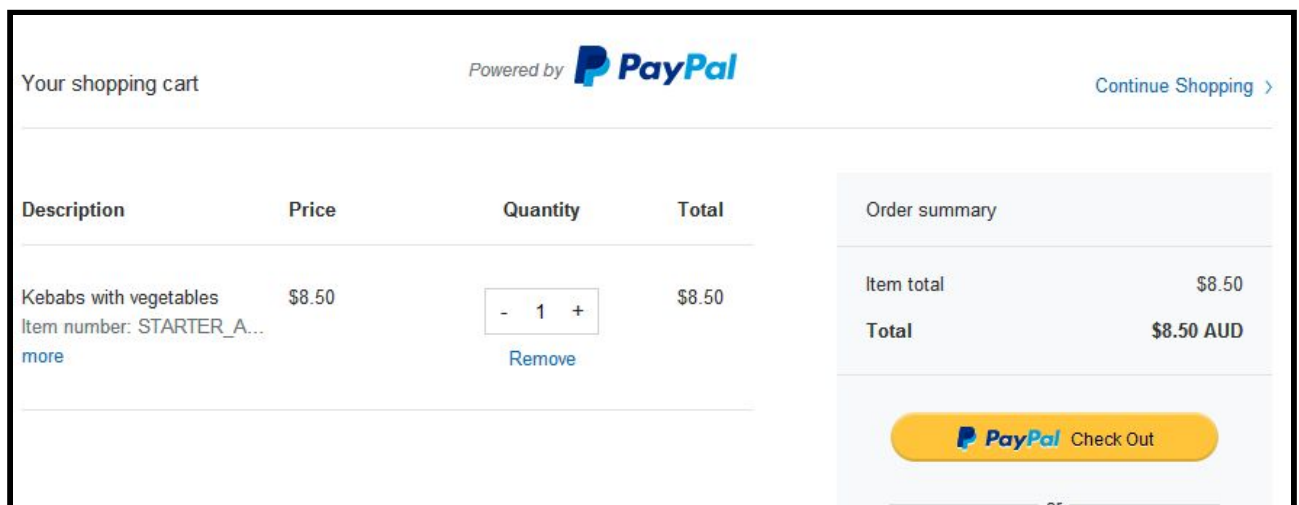 Your shopping cart
Powered by PayPal
Continue Shopping >
Description Price Quantity Total
Kebabs with vegetables $8.50 - 1 + $8.50
Item number: STARTER_A...
more
Remove
Order summary
Item total $8.50
Total $8.50 AUD
PayPal Check Out
or